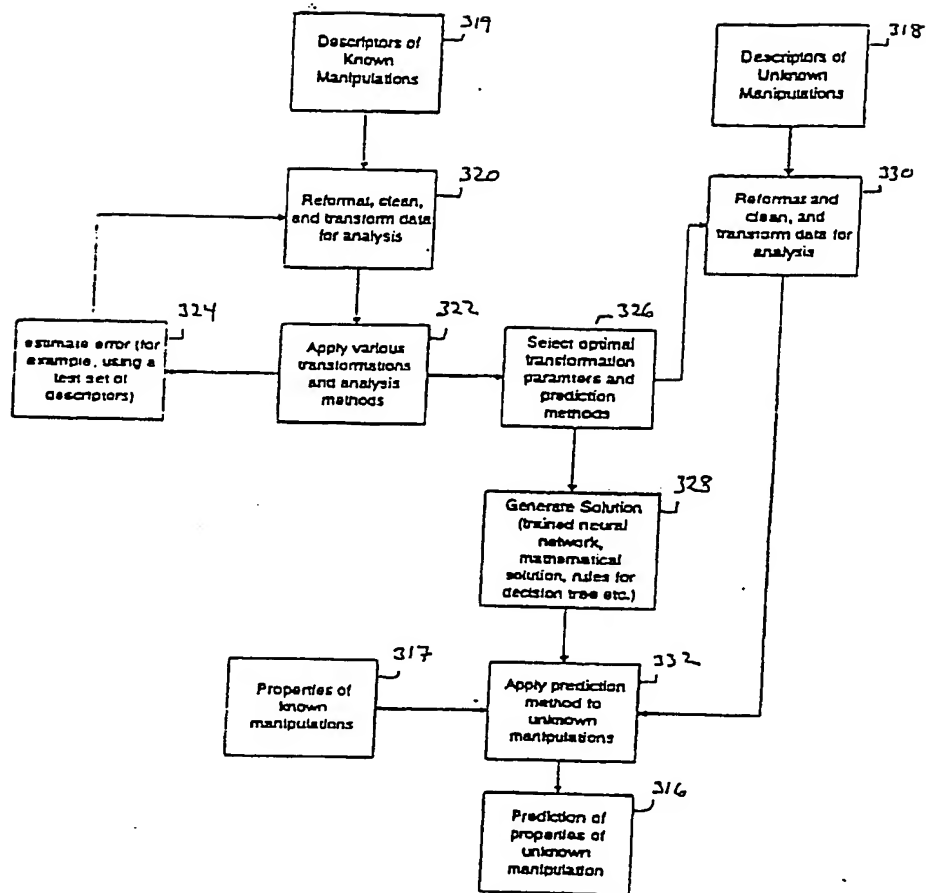 319
Descriptors of
Known
Manipulations
318
Descriptors of
Unknown
Manipulations
320
Reformat, clean,
and transform data
for analysis
330
Reformat and
clean, and
transform data for
analysis
324
estimate error (for
example, using a
test set of
descriptors)
322
Apply various
transformations
and analysis
methods
326
Select optimal
transformation
paramters and
prediction
methods
328
Generate Solution
(trained neural
network,
mathematical
solution, rules for
decision tree etc.)
317
Properties of
known
manipulations
332
Apply prediction
method to
unknown
manipulations
316
Prediction of
properties of
unknown
manipulation